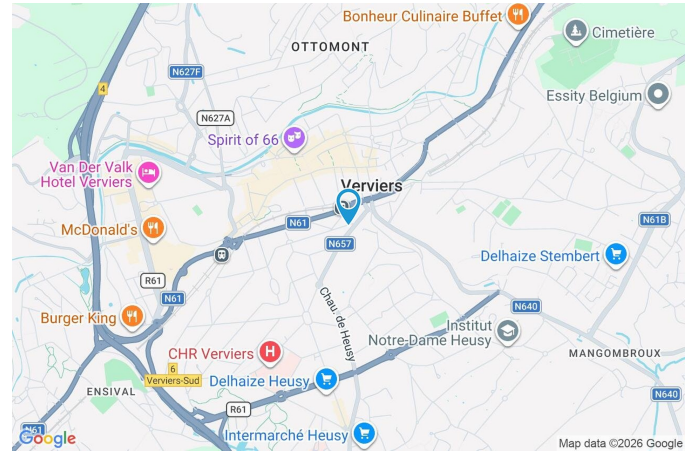 Bonheur Culinaire Buffet
Cimetière
OTTOMONT
N627F
4
Essity Belgium
N627A
Spirit of 66
Van Der Valk
Hotel Verviers
Verviers
McDonald's
N61
N61B
N657
Delhaize Stembert
R61
N61
Chau. de Heusy
N640
Burger King
Institut
Notre-Dame Heusy
CHR Verviers
MANGOMBROUX
6
Verviers-Sud
Delhaize Heusy
ENSIVAL
N640
R61
N61
Intermarché Heusy
Google
Map data ©2026 Google